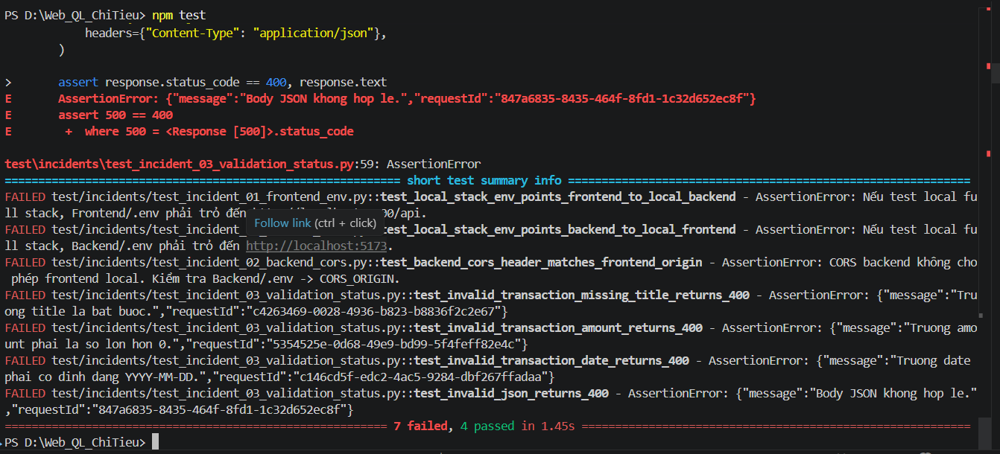 PS D:\Web_QL_ChiTieu> npm test
headers={"Content-Type": "application/json"},
)
> assert response.status_code == 400, response.text
E AssertionError: {"message":"Body JSON khong hop le.","requestId":"847a6835-8435-464f-8fd1-1c32d652ec8f"}
E assert 500 == 400
E + where 500 = <Response [500]>.status_code
test\incidents\test_incident_03_validation_status.py:59: AssertionError
short test summary info
FAILED test/incidents/test_incident_01_frontend_env.py::test_local_stack_env_points_frontend_to_local_backend - AssertionError: Nếu test local fu
ll stack, Frontend/.env phải trỏ đến 00/api.
Follow link (ctrl + click)
FAILED test/incidents/test_incident_ ::test_local_stack_env_points_backend_to_local_frontend - AssertionError: Nếu test local fu
ll stack, Backend/.env phải trỏ đến http://localhost:5173.
FAILED test/incidents/test_incident_02_backend_cors.py::test_backend_cors_header_matches_frontend_origin - AssertionError: CORS backend không cho
phép frontend local. Kiểm tra Backend/.env -> CORS_ORIGIN.
FAILED test/incidents/test_incident_03_validation_status.py::test_invalid_transaction_missing_title_returns_400 - AssertionError: {"message":"Tru
ong title la bat buoc.","requestId":"c4263469-0028-4936-b823-b8836f2c2e67"}
FAILED test/incidents/test_incident_03_validation_status.py::test_invalid_transaction_amount_returns_400 - AssertionError: {"message":"Truong amo
unt phai la so lon hon 0.","requestId":"5354525e-0d68-49e9-bd99-5f4feff82e4c"}
FAILED test/incidents/test_incident_03_validation_status.py::test_invalid_transaction_date_returns_400 - AssertionError: {"message":"Truong date
phai co dinh dang YYYY-MM-DD.","requestId":"c146cd5f-edc2-4ac5-9284-dbf267ffadaa"}
FAILED test/incidents/test_incident_03_validation_status.py::test_invalid_json_returns_400 - AssertionError: {"message":"Body JSON khong hop le."
,"requestId":"847a6835-8435-464f-8fd1-1c32d652ec8f"}
7 failed, 4 passed in 1.45s
PS D:\Web_QL_ChiTieu>